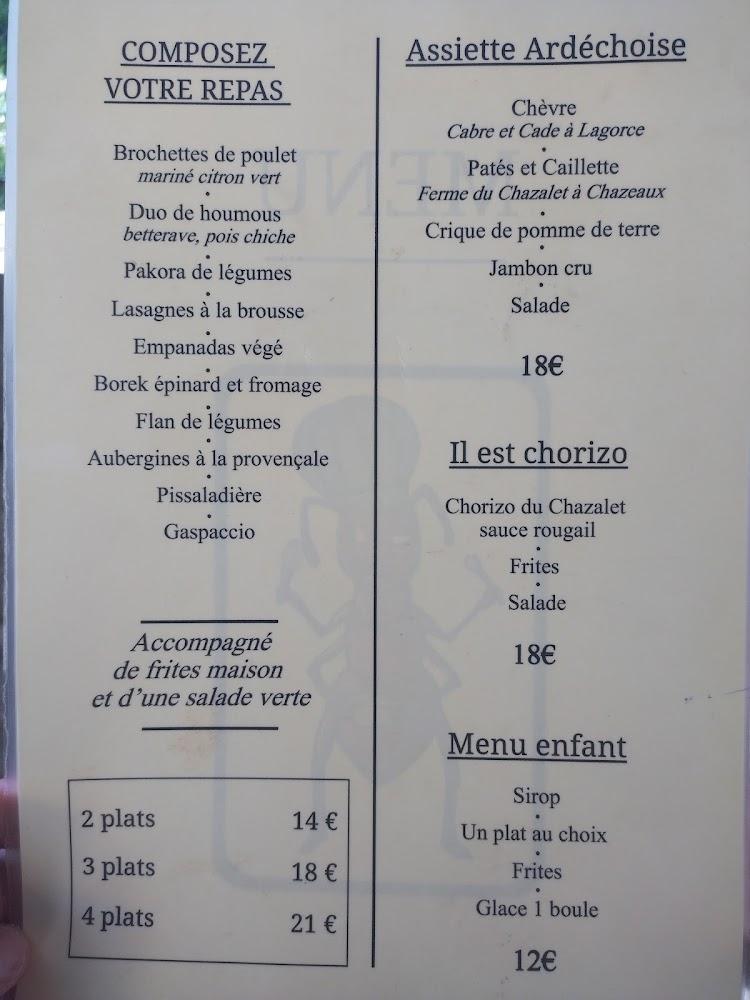 COMPOSEZ
VOTRE REPAS
Brochettes de poulet
mariné citron vert
Duo de houmous
betterave, pois chiche
Pakora de légumes
Lasagnes à la brousse
Empanadas végé
Borek épinard et fromage
Flan de légumes
Aubergines à la provençale
Pissaladière
Gaspaccio
Accompagné
de frites maison
et d'une salade verte
2 plats 14 €
3 plats 18 €
4 plats 21 €
Assiette Ardéchoise
Chèvre
Cabre et Cade à Lagorce
Patés et Caillette
Ferme du Chazalet à Chazeaux
Crique de pomme de terre
Jambon cru
Salade
18€
Il est chorizo
Chorizo du Chazalet
sauce rougail
Frites
Salade
18€
Menu enfant
Sirop
Un plat au choix
Frites
Glace 1 boule
12€
MENU